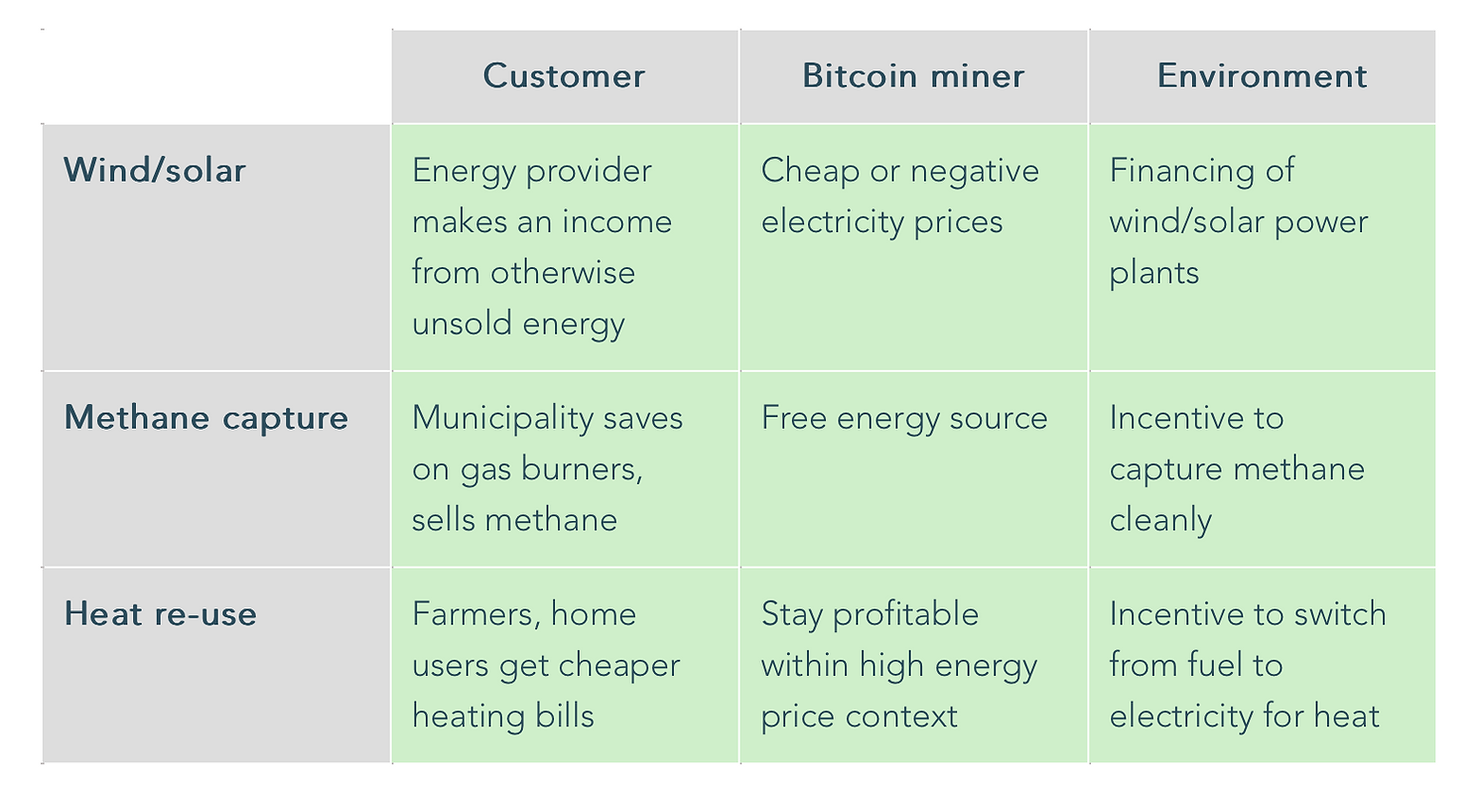 Customer
Bitcoin miner
Environment
Wind/solar
Energy provider
makes an income
from otherwise
unsold energy
Cheap or negative
electricity prices
Financing of
wind/solar power
plants
Methane capture
Municipality saves
on gas burners,
sells methane
Free energy source
Incentive to
capture methane
cleanly
Heat re-use
Farmers, home
users get cheaper
heating bills
Stay profitable
within high energy
price context
Incentive to switch
from fuel to
electricity for heat